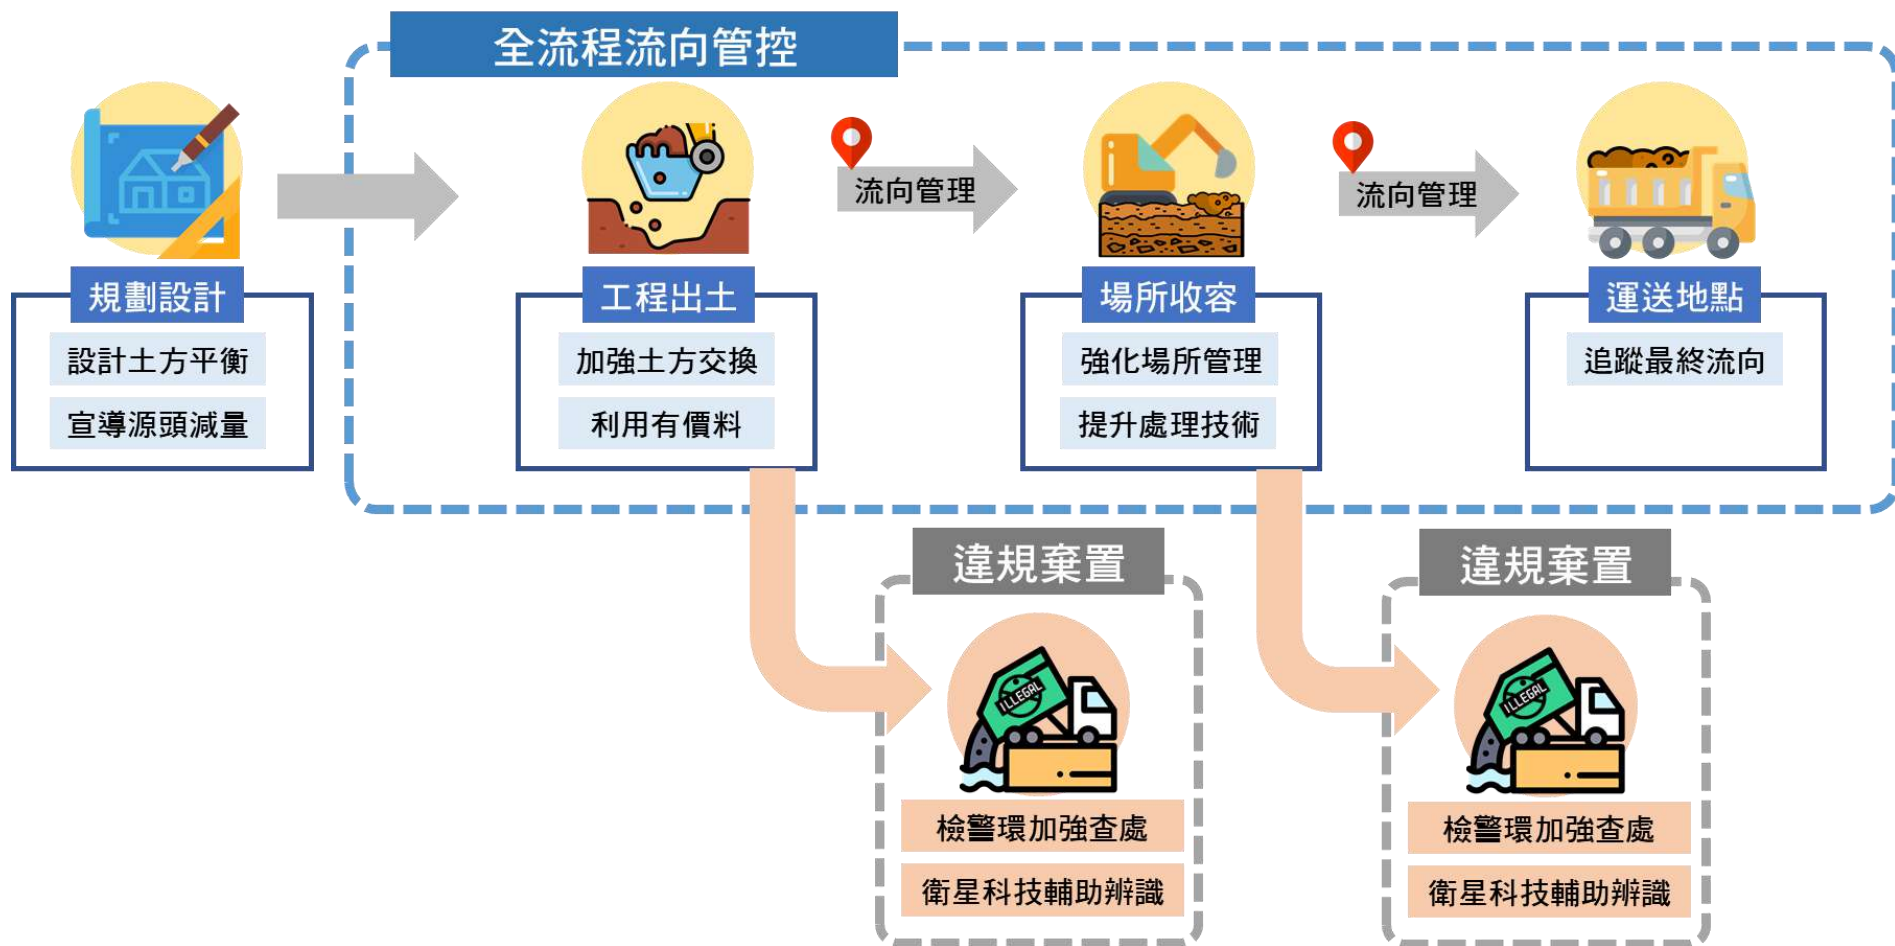 全流程流向管控
流向管理
流向管理
規劃設計
設計土方平衡
宣導源頭減量
工程出土
加強土方交換
利用有價料
場所收容
強化場所管理
提升處理技術
運送地點
追蹤最終流向
違規棄置
ILLEGAL
檢警環加強查處
衛星科技輔助辨識
違規棄置
ILLEGAL
檢警環加強查處
衛星科技輔助辨識